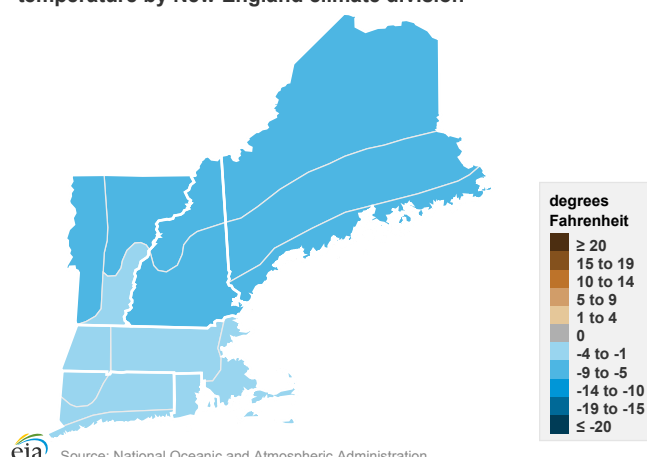 temperature by New England climate division
degrees
Fahrenheit
≥ 20
15 to 19
10 to 14
5 to 9
1 to 4
0
-4 to -1
-9 to -5
-14 to -10
-19 to -15
≤ -20
eia
Source: National Oceanic and Atmospheric Administration